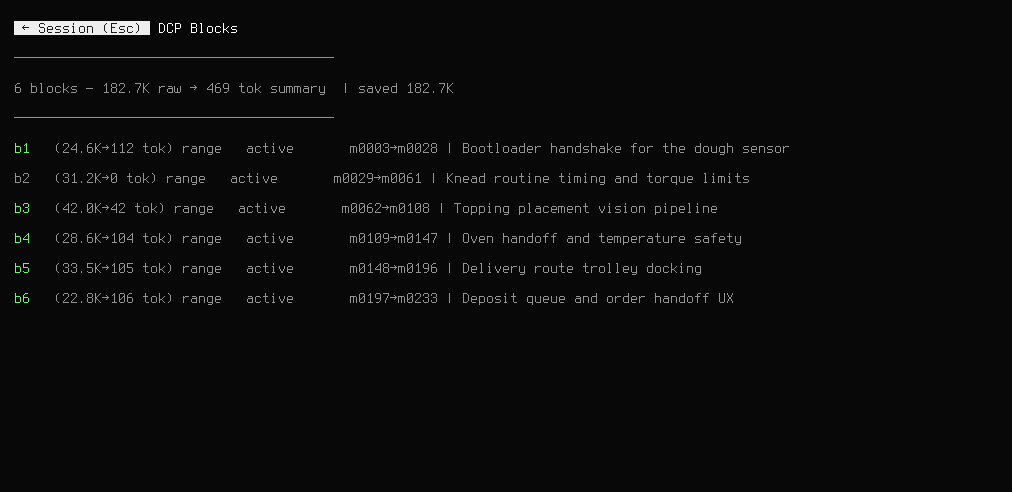 ← Session (Esc) DCP Blocks
6 blocks — 182.7K raw → 469 tok summary | saved 182.7K
b1 (24.6K→112 tok) range active m0003→m0028 | Bootloader handshake for the dough sensor
b2 (31.2K→0 tok) range active m0029→m0061 | Knead routine timing and torque limits
b3 (42.0K→42 tok) range active m0062→m0108 | Topping placement vision pipeline
b4 (28.6K→104 tok) range active m0109→m0147 | Oven handoff and temperature safety
b5 (33.5K→105 tok) range active m0148→m0196 | Delivery route trolley docking
b6 (22.8K→106 tok) range active m0197→m0233 | Deposit queue and order handoff UX